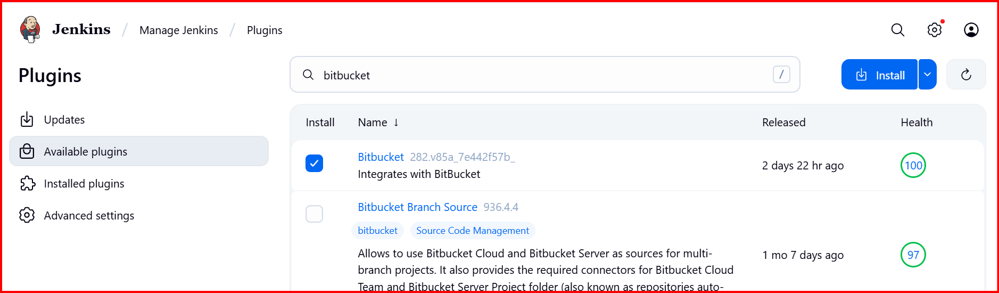 Jenkins / Manage Jenkins / Plugins
Plugins
Updates
Available plugins
Installed plugins
Advanced settings
bitbucket /
Install
Install Name ↓ Released Health
Bitbucket 282.v85a_7e442f57b_
Integrates with BitBucket
2 days 22 hr ago
100
Bitbucket Branch Source 936.4.4
bitbucket Source Code Management
Allows to use Bitbucket Cloud and Bitbucket Server as sources for multi-
branch projects. It also provides the required connectors for Bitbucket Cloud
Team and Bitbucket Server Project folder (also known as repositories auto-
1 mo 7 days ago
97